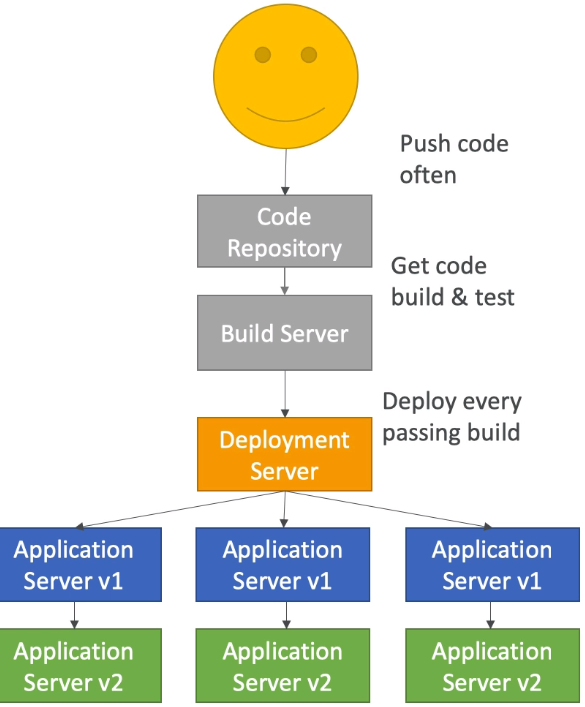 Push code
often
Code
Repository
Get code
build & test
Build Server
Deploy every
passing build
Deployment
Server
Application
Server v1
Application
Server v1
Application
Server v1
Application
Server v2
Application
Server v2
Application
Server v2